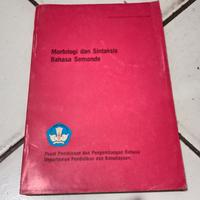 Morfologi dan Sintaksis
Bahasa Semende
Pusat Pembinaan dan Pengembangan Bahasa
Departemen Pendidikan dan Kebudayaan